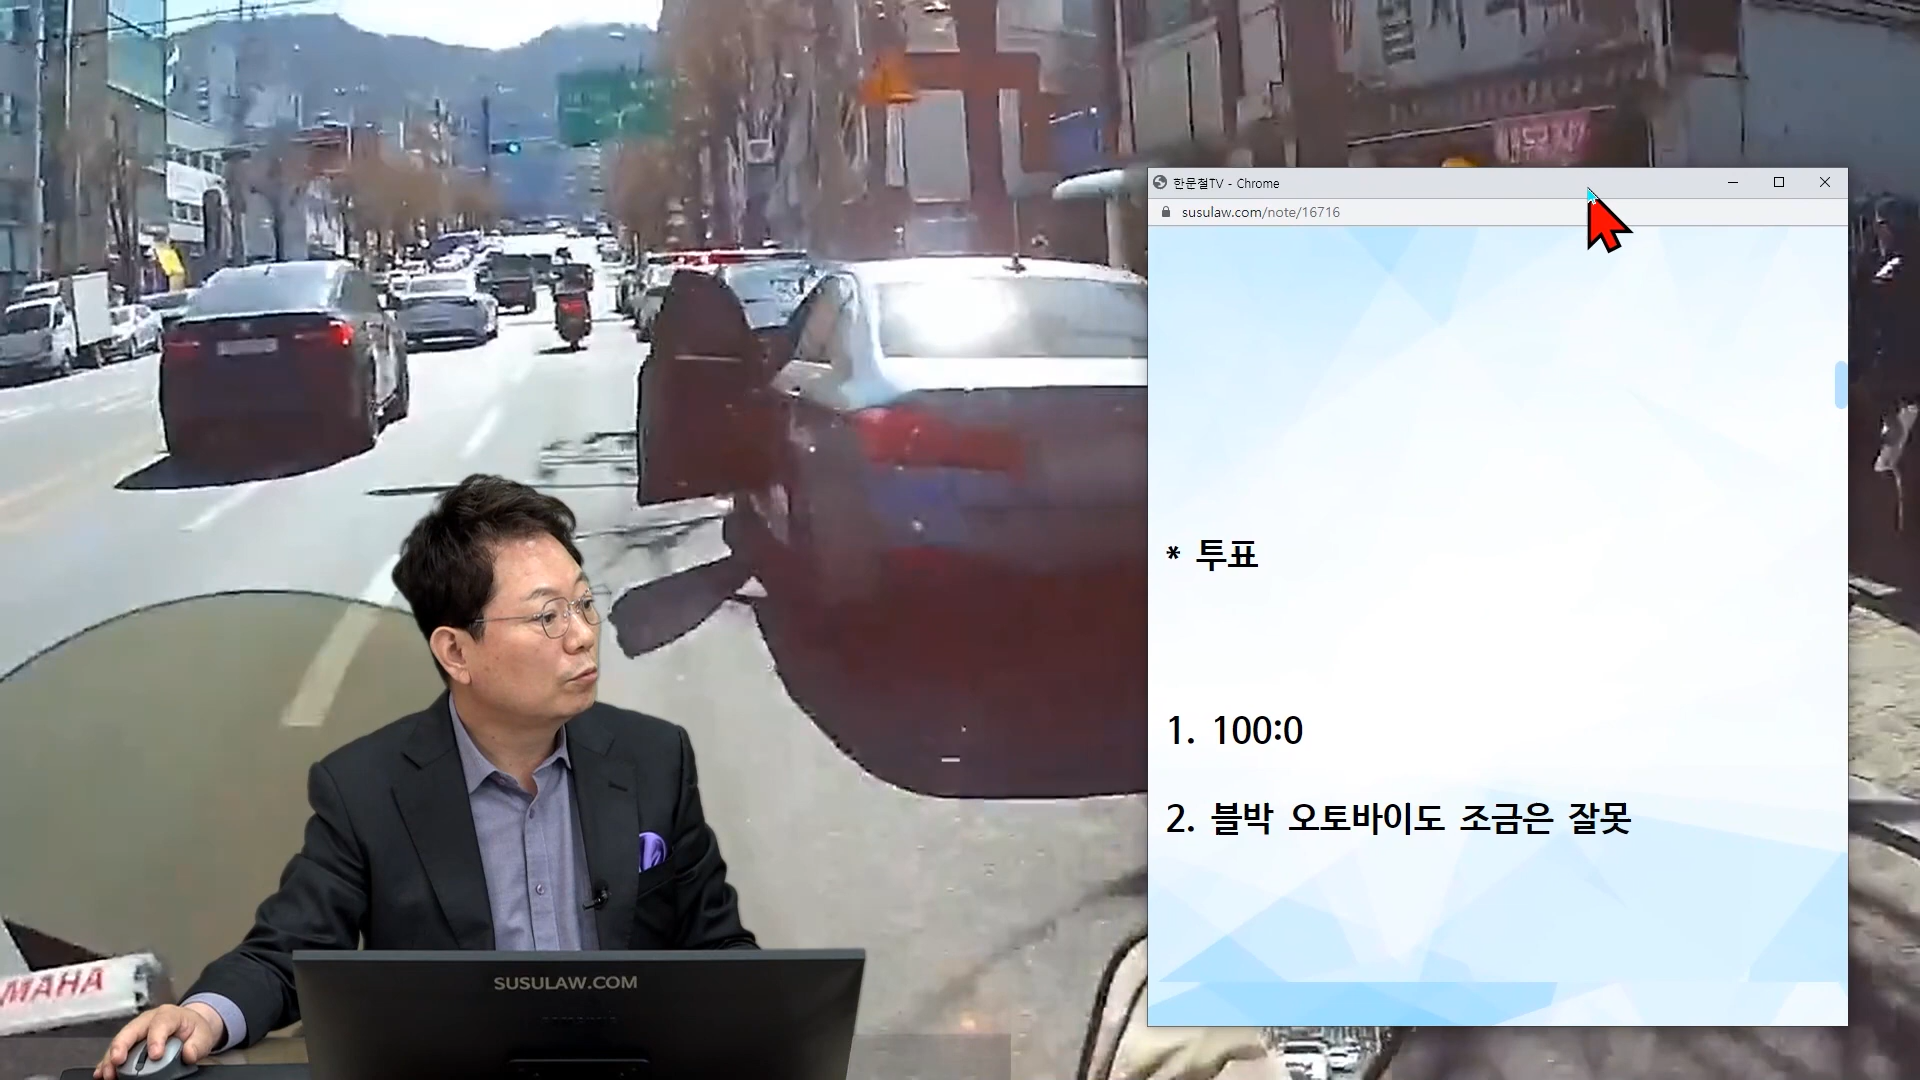 한문철TV - Chrome
susulaw.com/note/16716
* 투표
1. 100:0
2. 블박 오토바이도 조금은 잘못
SUSULAW.COM
MAHA